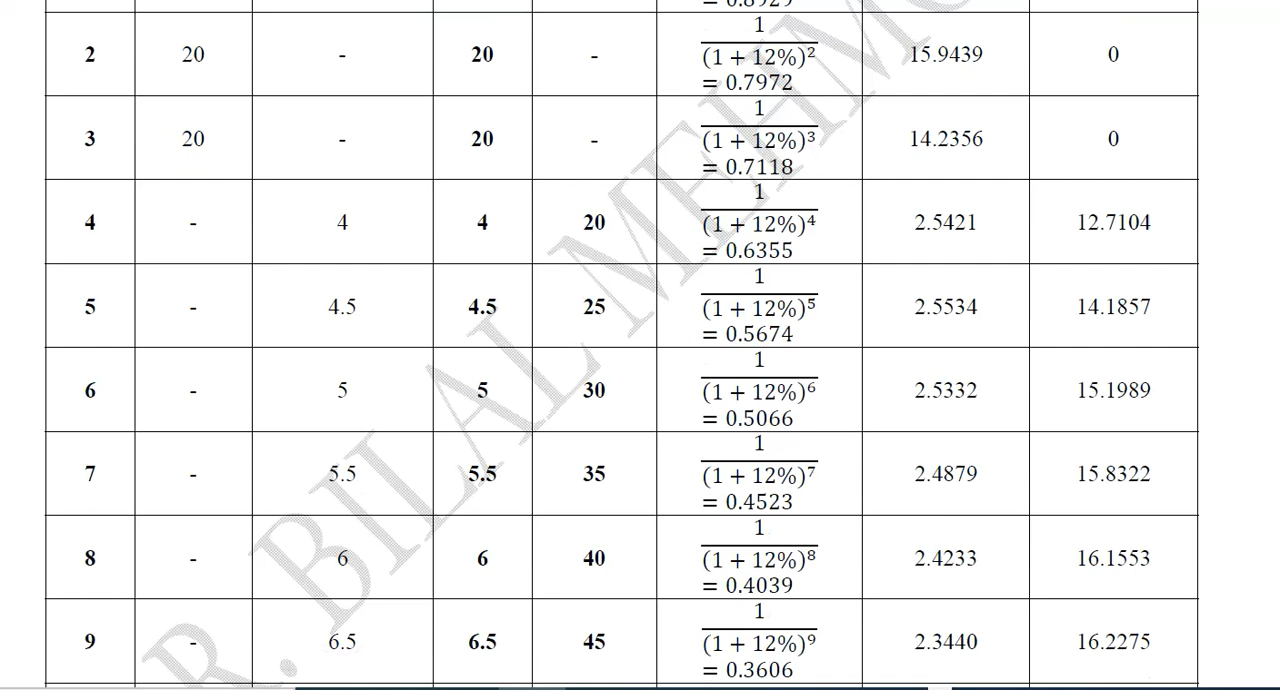 = 0.8929
2 20 - 20 - 1 15.9439 0
(1 + 12%)²
= 0.7972
3 20 - 20 - 1 14.2356 0
(1 + 12%)³
= 0.7118
4 - 4 4 20 1 2.5421 12.7104
(1 + 12%)⁴
= 0.6355
5 - 4.5 4.5 25 1 2.5534 14.1857
(1 + 12%)⁵
= 0.5674
6 - 5 5 30 1 2.5332 15.1989
(1 + 12%)⁶
= 0.5066
7 - 5.5 5.5 35 1 2.4879 15.8322
(1 + 12%)⁷
= 0.4523
8 - 6 6 40 1 2.4233 16.1553
(1 + 12%)⁸
= 0.4039
9 - 6.5 6.5 45 1 2.3440 16.2275
(1 + 12%)⁹
= 0.3606
R. BILAL MEHM